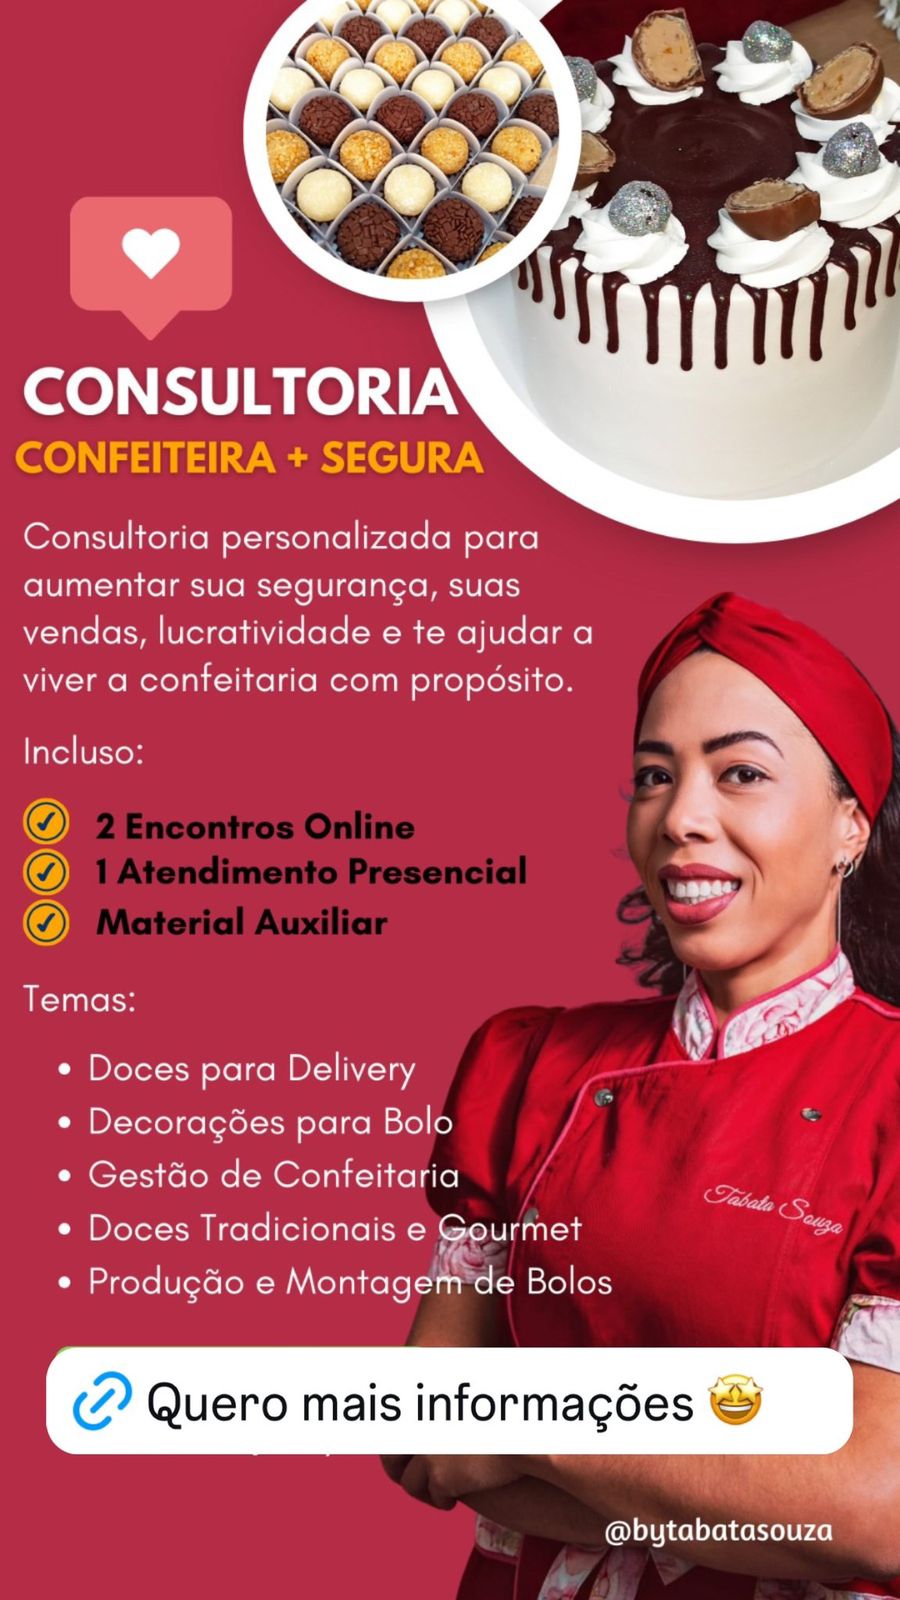 CONSULTORIA
CONFEITEIRA + SEGURA
Consultoria personalizada para
aumentar sua segurança, suas
vendas, lucratividade e te ajudar a
viver a confeitaria com propósito.
Incluso:
2 Encontros Online
1 Atendimento Presencial
Material Auxiliar
Temas:
Doces para Delivery
Decorações para Bolo
Gestão de Confeitaria
Doces Tradicionais e Gourmet
Produção e Montagem de Bolos
Tabata Souza
Quero mais informações
@bytabatasouza